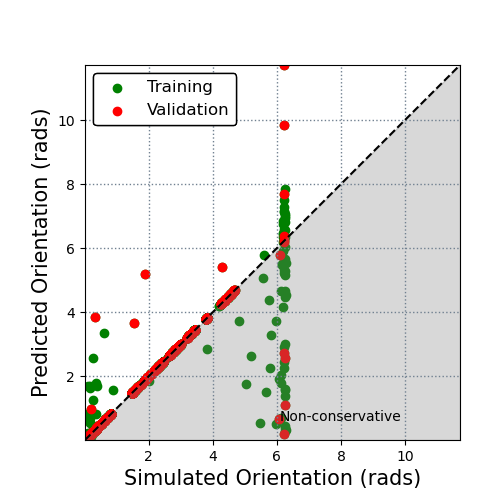 Training
Validation
10
8
6
4
2
Predicted Orientation (rads)
Non-conservative
2
4
6
8
10
Simulated Orientation (rads)